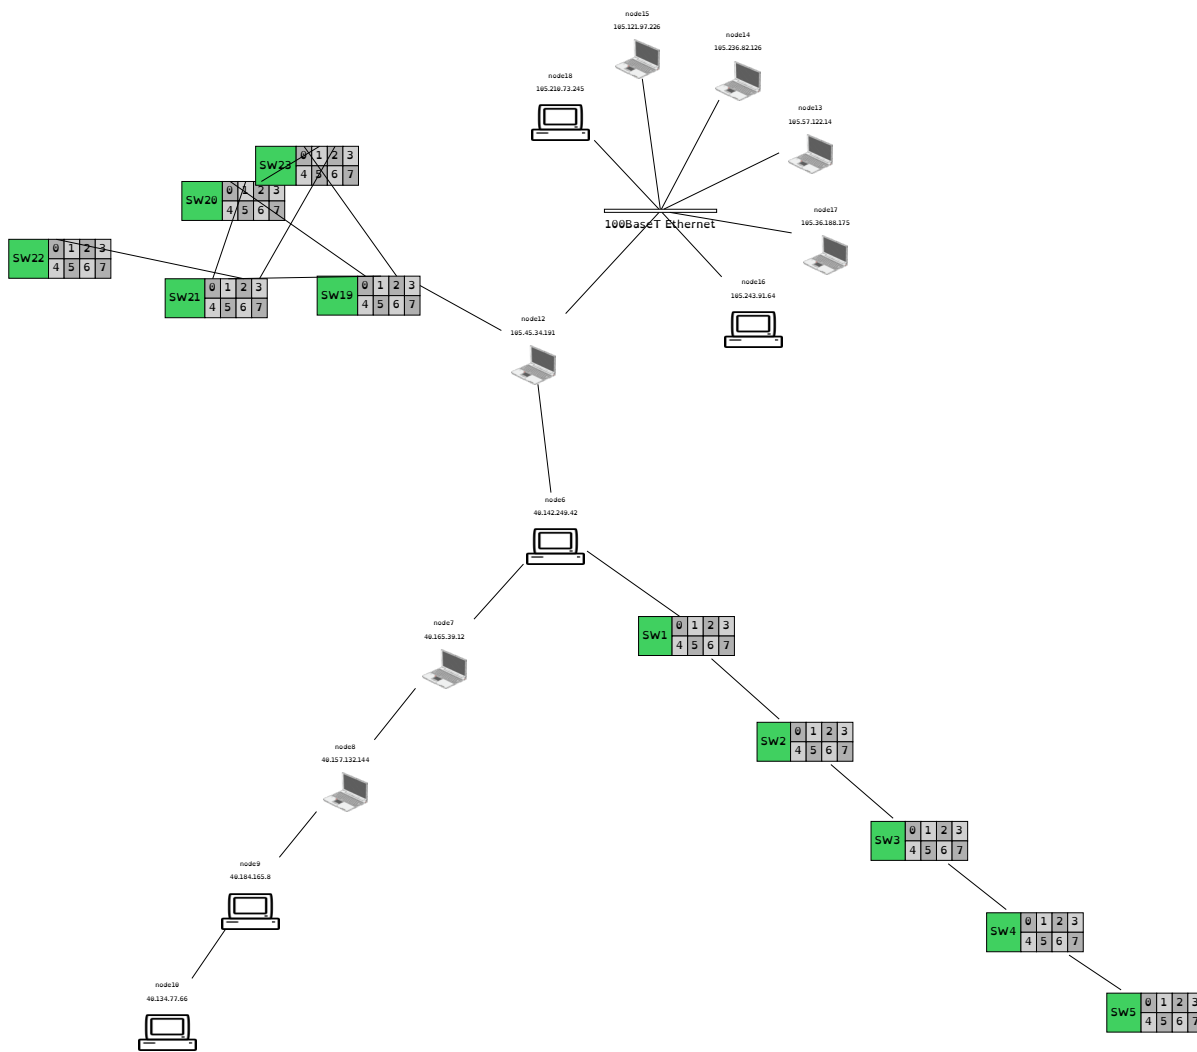 node15
105.121.97.226
node14
105.236.82.126
node18
105.210.73.245
node13
105.57.122.14
SW23 0 1 2 3
4 5 6 7
SW20 0 1 2 3
4 5 6 7
node17
105.36.188.175
100BaseT Ethernet
SW22 0 1 2 3
4 5 6 7
SW21 0 1 2 3
4 5 6 7
SW19 0 1 2 3
4 5 6 7
node16
105.243.91.64
node12
105.45.34.191
node6
40.142.249.42
node7
40.165.39.12
SW1 0 1 2 3
4 5 6 7
SW2 0 1 2 3
4 5 6 7
node8
40.157.132.144
SW3 0 1 2 3
4 5 6 7
node9
40.184.165.8
SW4 0 1 2 3
4 5 6 7
node10
40.134.77.66
SW5 0 1 2 3
4 5 6 7